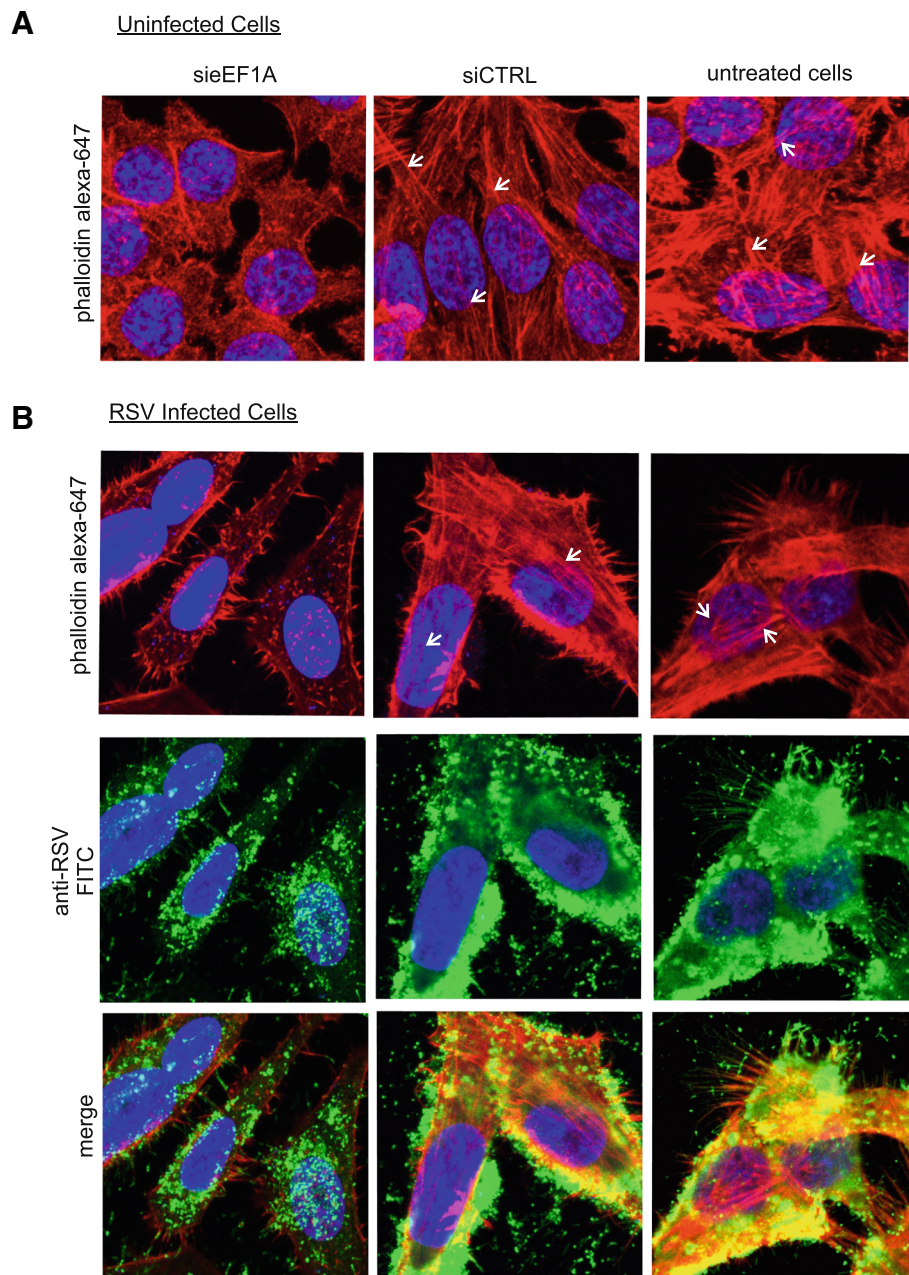 A
Uninfected Cells
sieEF1A
siCTRL
untreated cells
phalloidin alexa-647
B
RSV Infected Cells
phalloidin alexa-647
anti-RSV
FITC
merge